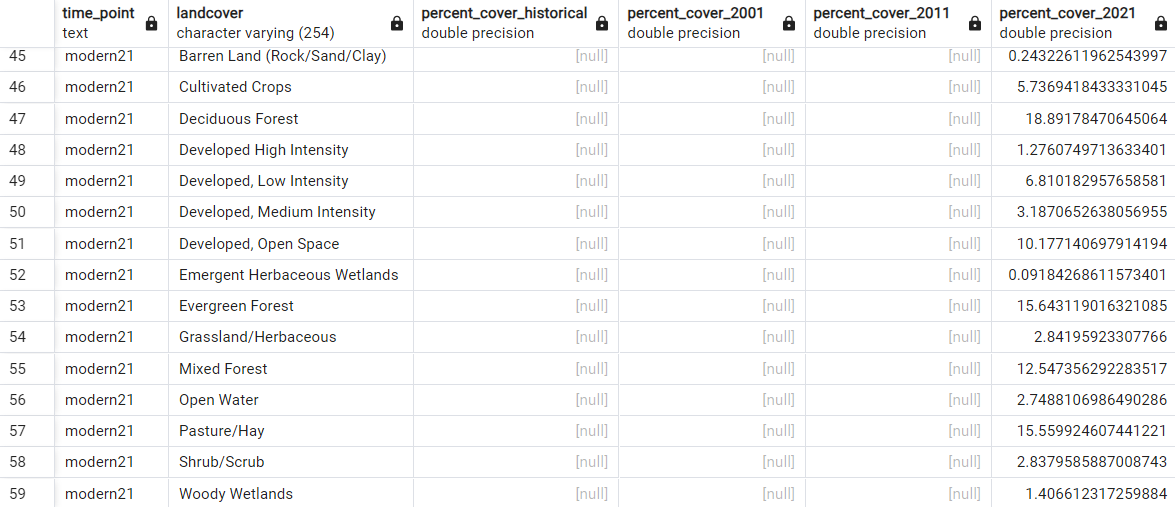 time_point landcover percent_cover_historical percent_cover_2001 percent_cover_2011 percent_cover_2021
text character varying (254) double precision double precision double precision double precision
45 modern21 Barren Land (Rock/Sand/Clay) [null] [null] [null] 0.24322611962543997
46 modern21 Cultivated Crops [null] [null] [null] 5.7369418433331045
47 modern21 Deciduous Forest [null] [null] [null] 18.89178470645064
48 modern21 Developed High Intensity [null] [null] [null] 1.2760749713633401
49 modern21 Developed, Low Intensity [null] [null] [null] 6.810182957658581
50 modern21 Developed, Medium Intensity [null] [null] [null] 3.1870652638056955
51 modern21 Developed, Open Space [null] [null] [null] 10.177140697914194
52 modern21 Emergent Herbaceous Wetlands [null] [null] [null] 0.09184268611573401
53 modern21 Evergreen Forest [null] [null] [null] 15.643119016321085
54 modern21 Grassland/Herbaceous [null] [null] [null] 2.84195923307766
55 modern21 Mixed Forest [null] [null] [null] 12.547356292283517
56 modern21 Open Water [null] [null] [null] 2.7488106986490286
57 modern21 Pasture/Hay [null] [null] [null] 15.559924607441221
58 modern21 Shrub/Scrub [null] [null] [null] 2.8379585887008743
59 modern21 Woody Wetlands [null] [null] [null] 1.406612317259884